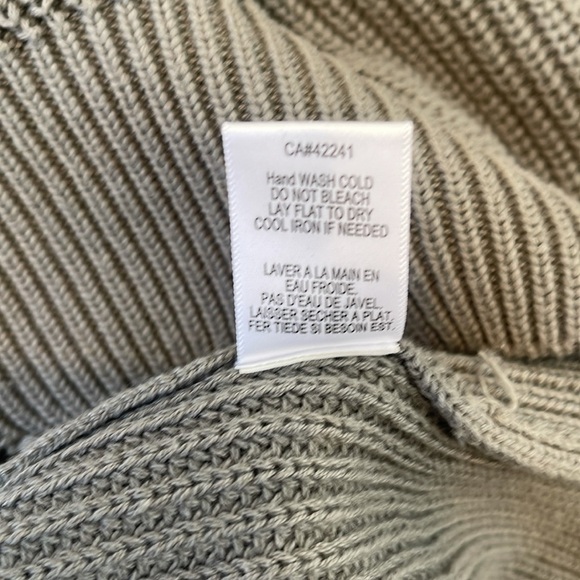 CA#42241
Hand WASH COLD
DO NOT BLEACH
LAY FLAT TO DRY
COOL IRON IF NEEDED
LAVER A LA MAIN EN
EAU FROIDE.
PAS D'EAU DE JAVEL.
LAISSER SECHER A PLAT.
FER TIEDE SI BESOIN EST.